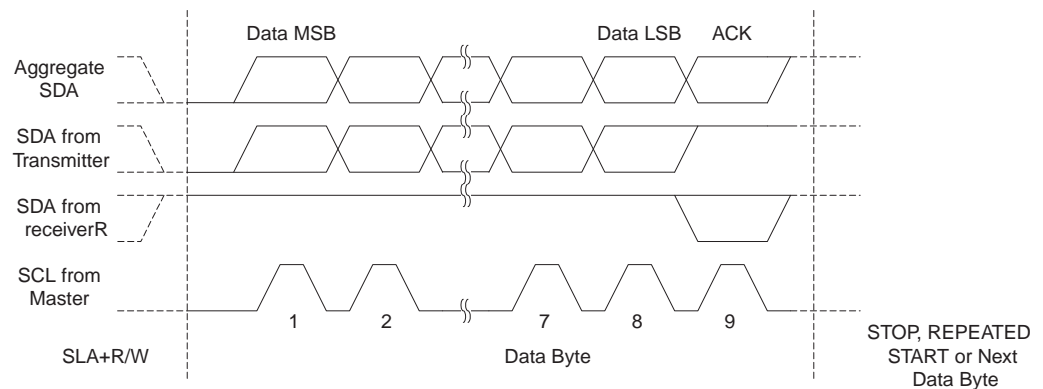 Data MSB
Data LSB
ACK
Aggregate
SDA
SDA from
Transmitter
SDA from
receiverR
SCL from
Master
1
2
7
8
9
SLA+R/W
Data Byte
STOP, REPEATED
START or Next
Data Byte